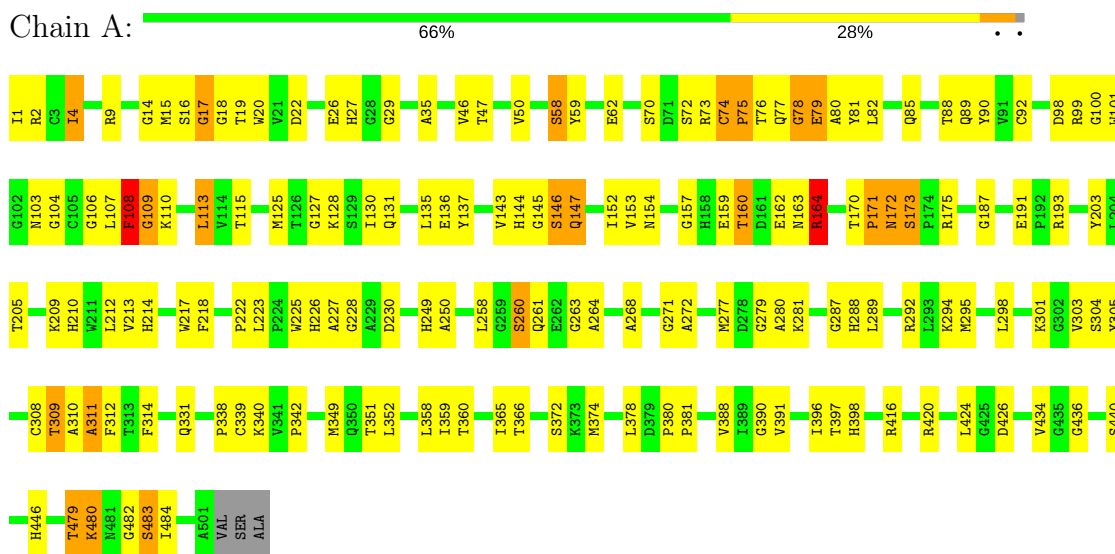 Chain A:
66% 28% • •
I1 R2 C3 I4 R9 G14 M15 S16 G17 G18 T19 W20 V21 D22 E26 H27 G28 G29 A35 V46 T47 V50 S58 Y59 E62 S70 D71 S72 R73 C74 P75 T76 Q77 G78 E79 A80 Y81 L82 Q85 T88 Q89 Y90 V91 C92 D98 R99 G100 W101
G102 N103 G104 C105 G106 L107 F108 G109 K110 L113 V114 T115 M125 T126 G127 K128 S129 I130 Q131 L135 E136 Y137 V143 H144 G145 S146 Q147 I152 V153 N154 G157 H158 E159 T160 D161 E162 N163 R164 T170 P171 N172 S173 P174 R175 G187 E191 P192 R193 Y203 L204
T205 K209 H210 W211 L212 V213 H214 W217 F218 P222 L223 P224 W225 H226 A227 G228 A229 D230 H249 A250 L258 G259 S260 Q261 E262 G263 A264 A268 G271 A272 M277 D278 G279 A280 K281 G287 H288 L289 R292 L293 K294 M295 L298 K301 G302 V303 S304 Y305
C308 T309 A310 A311 F312 T313 F314 Q331 P338 C339 K340 V341 P342 M349 Q350 T351 L352 L358 I359 T360 I365 T366 S372 K373 M374 L378 D379 P380 P381 V388 I389 G390 V391 I396 T397 H398 R416 R420 L424 G425 D426 V434 G435 G436 S440
H446 T479 K480 N481 G482 S483 I484 A501 VAL SER ALA